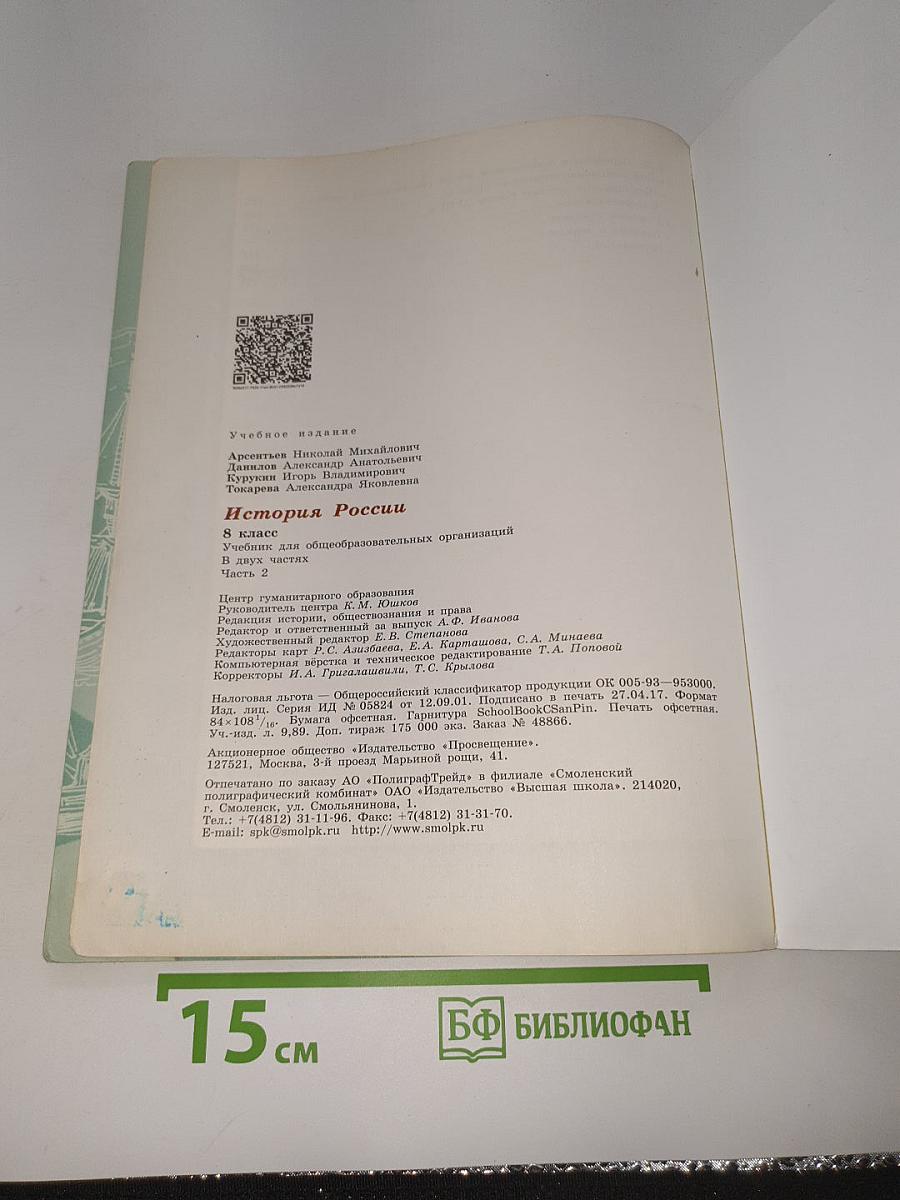 Учебное издание
Арсентьев Николай Михайлович
Данилов Александр Анатольевич
Курукин Игорь Владимирович
Токарева Александра Яковлевна
История России
8 класс
Учебник для общеобразовательных организаций
В двух частях
Часть 2
Центр гуманитарного образования
Руководитель центра К. М. Юшков
Редакция истории, обществознания и права
Редактор и ответственный за выпуск А. Ф. Иванова
Художественный редактор Е. В. Степанова
Редакторы карт Р. С. Азизбаева, Е. А. Карташова, С. А. Минаева
Компьютерная вёрстка и техническое редактирование Т. А. Поповой
Корректоры И. А. Григалашвили, Т. С. Крылова
Налоговая льгота — Общероссийский классификатор продукции ОК 005-93—953000.
Изд. лиц. Серия ИД № 05824 от 12.09.01. Подписано в печать 27.04.17. Формат
84×108 1/16. Бумага офсетная. Гарнитура SchoolBookCSanPin. Печать офсетная.
Уч.-изд. л. 9,89. Доп. тираж 175 000 экз. Заказ № 48866.
Акционерное общество «Издательство «Просвещение».
127521, Москва, 3-й проезд Марьиной рощи, 41.
Отпечатано по заказу АО «ПолиграфТрейд» в филиале «Смоленский
полиграфический комбинат» ОАО «Издательство «Высшая школа». 214020,
г. Смоленск, ул. Смольянинова, 1.
Тел.: +7(4812) 31-11-96. Факс: +7(4812) 31-31-70.
E-mail: spk@smolpk.ru http://www.smolpk.ru
15 см
БФ БИБЛИОФАН